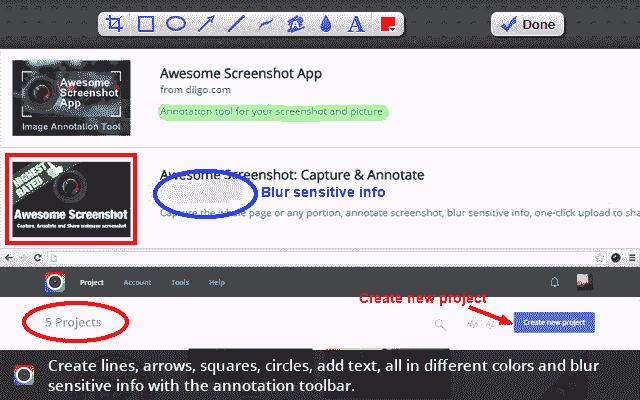 A
Done
Awesome Screenshot App
Awesome Screenshot App
from diigo.com
Annotation tool for your screenshot and picture
Image Annotation Tool
HIGHEST RATED
Awesome Screenshot: Capture & Annotate
Blur sensitive info
Awesome Screenshot
Capture, Annotate and Share webpage screenshot
Capture the whole page or any portion, annotate screenshot, blur sensitive info, one-click upload to sha
Project Account Tools Help
Create new project
5 Projects
Create new project
Create lines, arrows, squares, circles, add text, all in different colors and blur
sensitive info with the annotation toolbar.